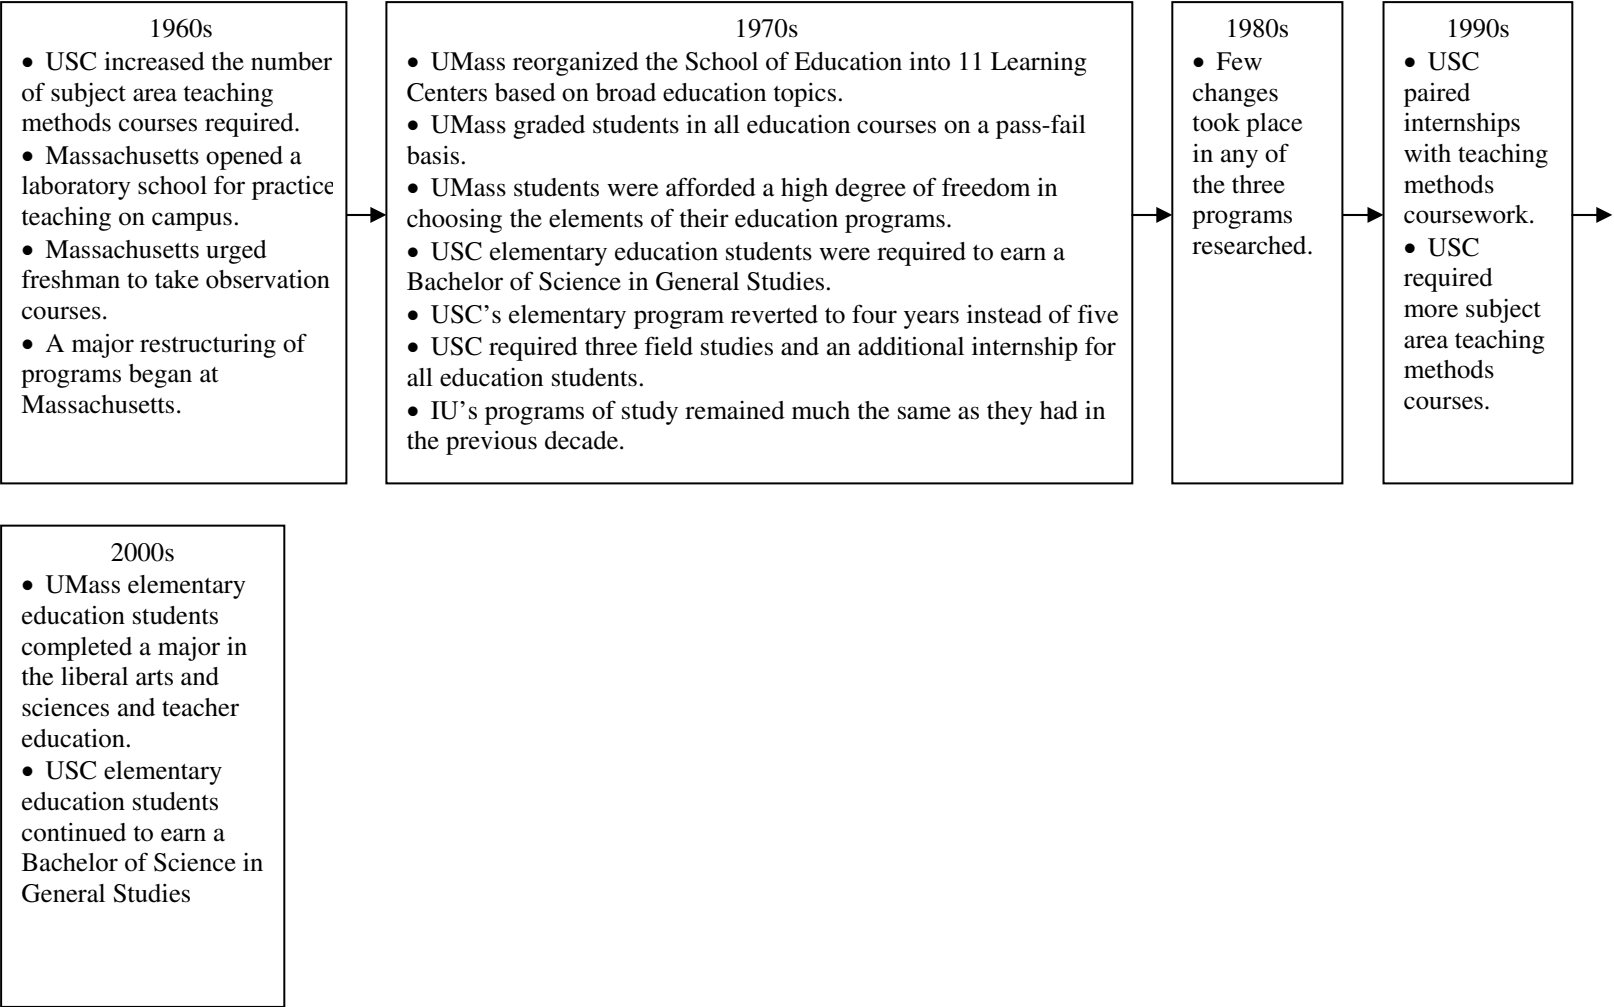 1960s
• USC increased the number
of subject area teaching
methods courses required.
• Massachusetts opened a
laboratory school for practice
teaching on campus.
• Massachusetts urged
freshman to take observation
courses.
• A major restructuring of
programs began at
Massachusetts.
1970s
• UMass reorganized the School of Education into 11 Learning
Centers based on broad education topics.
• UMass graded students in all education courses on a pass-fail
basis.
• UMass students were afforded a high degree of freedom in
choosing the elements of their education programs.
• USC elementary education students were required to earn a
Bachelor of Science in General Studies.
• USC’s elementary program reverted to four years instead of five
• USC required three field studies and an additional internship for
all education students.
• IU’s programs of study remained much the same as they had in
the previous decade.
1980s
• Few
changes
took place
in any of
the three
programs
researched.
1990s
• USC
paired
internships
with teaching
methods
coursework.
• USC
required
more subject
area teaching
methods
courses.
2000s
• UMass elementary
education students
completed a major in
the liberal arts and
sciences and teacher
education.
• USC elementary
education students
continued to earn a
Bachelor of Science in
General Studies